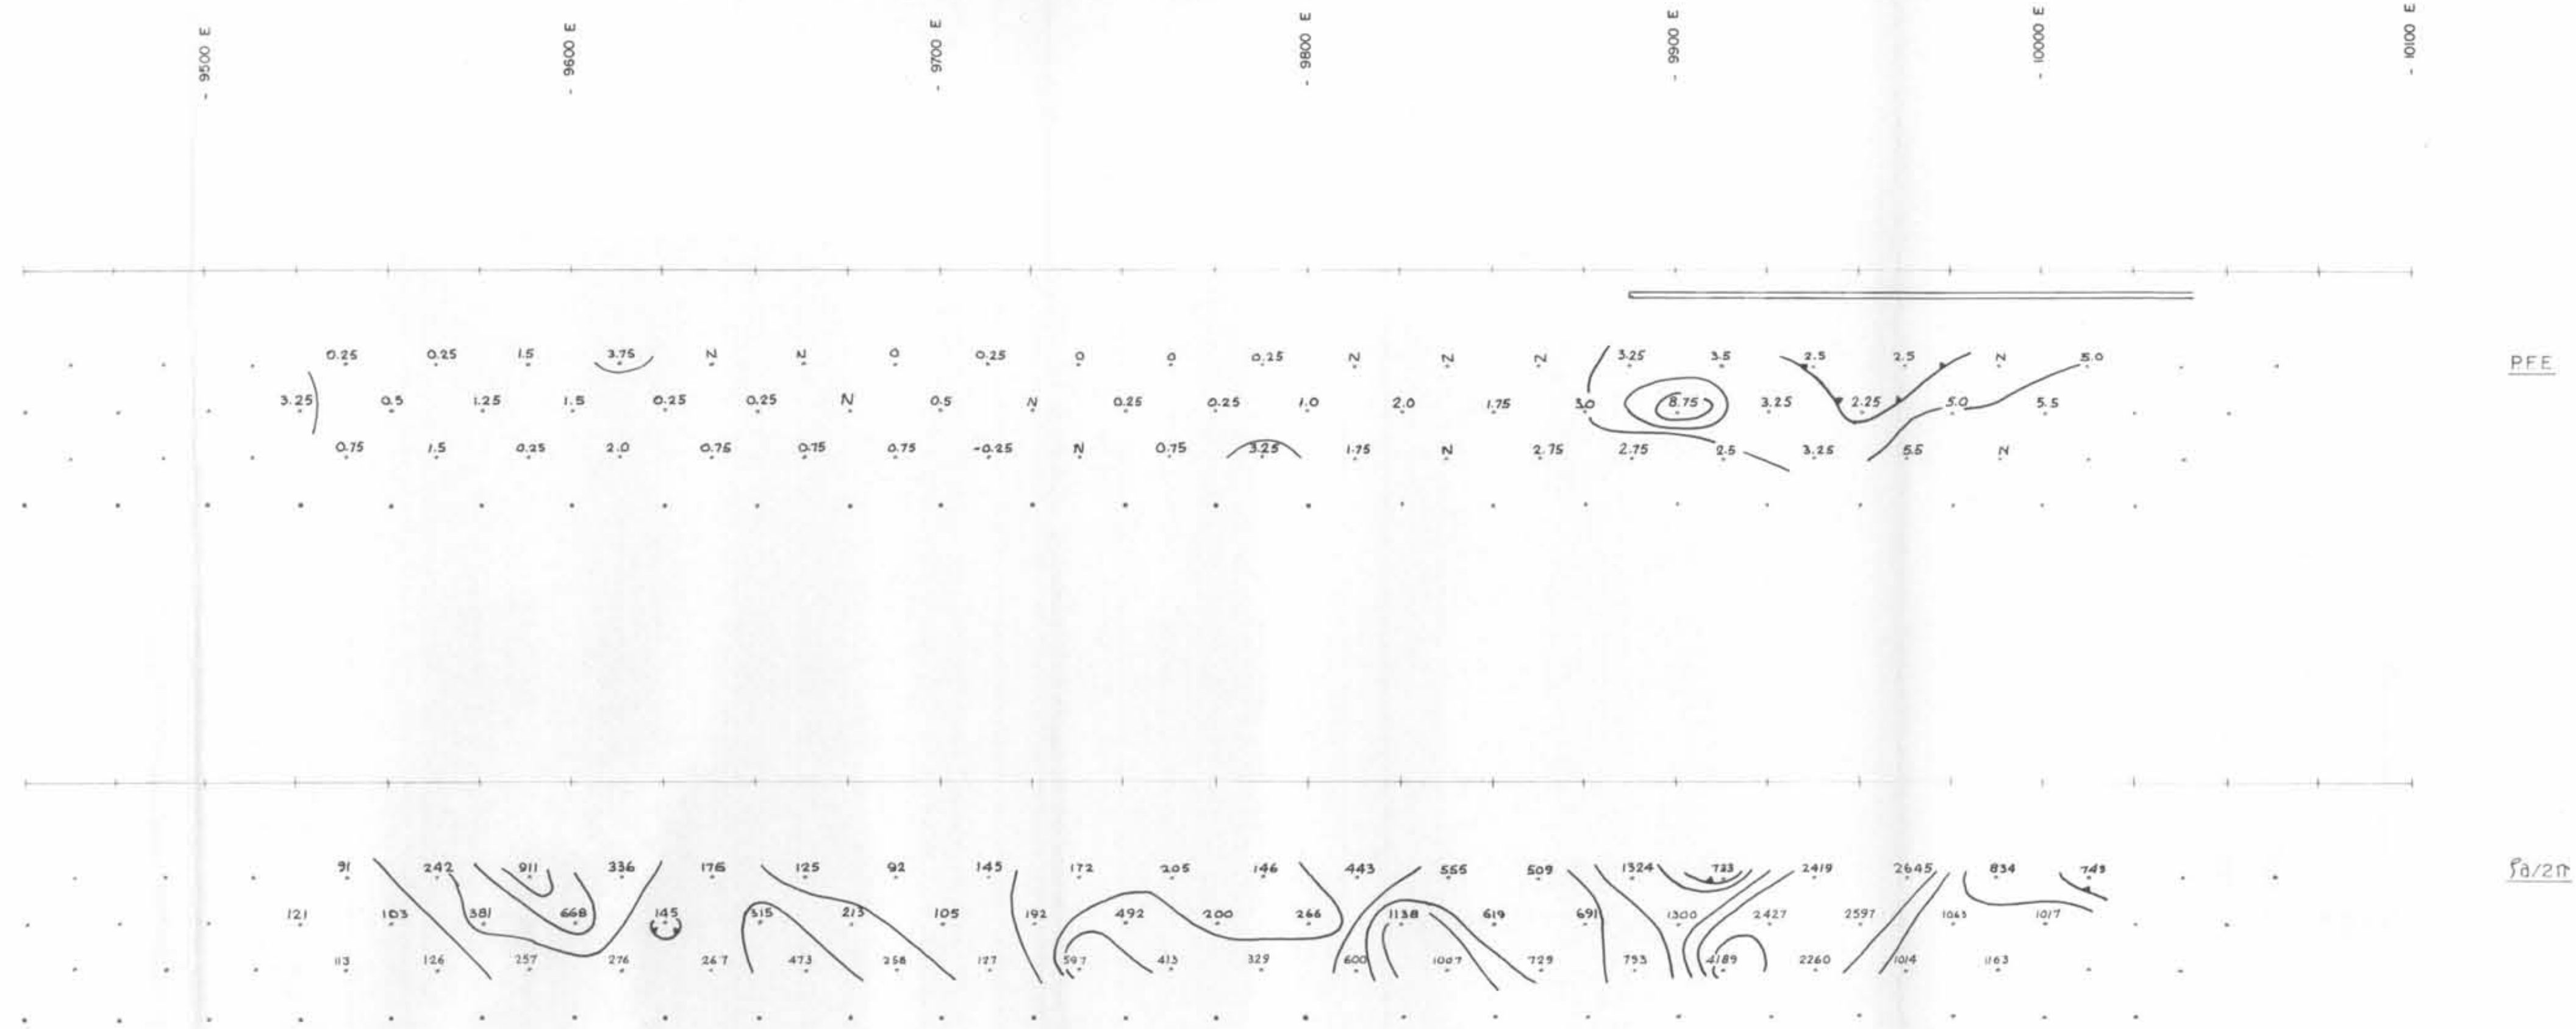 - 9500 E - 9600 E - 9700 E - 9800 E - 9900 E - 10000 E - 10100 E
0.25 0.25 1.5 3.75 N N 0 0.25 0 0 0.25 N N N 3.25 3.5 2.5 2.5 N 5.0 PFE
3.25 0.5 1.25 1.5 0.25 0.25 N 0.5 N 0.25 0.25 1.0 2.0 1.75 3.0 8.75 3.25 2.25 5.0 5.5
0.75 1.5 0.25 2.0 0.75 0.75 0.75 -0.25 N 0.75 3.25 1.75 N 2.75 2.75 2.5 3.25 5.5 N
91 242 911 336 176 125 92 145 172 205 146 443 555 509 1324 733 2419 2645 834 743 ρa/2π
121 103 381 668 145 315 213 105 192 492 200 266 1138 619 691 1300 2427 2597 1063 1017
113 126 257 276 267 473 258 177 597 413 329 600 1007 729 793 4189 2260 1014 1163